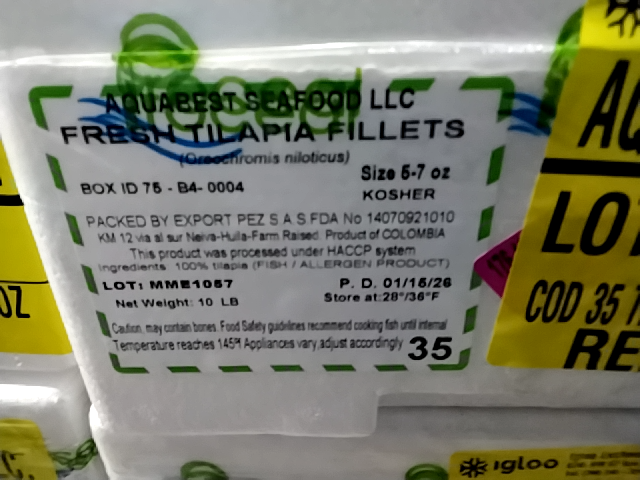 AQUABEST SEAFOOD LLC
FRESH TILAPIA FILLETS
(Oreochromis niloticus)
Size 5-7 oz
BOX ID 75 - B4- 0004
KOSHER
PACKED BY EXPORT PEZ S A S FDA No 14070921010
KM 12 via al sur Neiva-Huila-Farm Raised. Product of COLOMBIA
This product was processed under HACCP system
Ingredients: 100% tilapia (FISH / ALLERGEN PRODUCT)
LOT: MME1057
P. D. 01/15/26
Net Weight: 10 LB
Store at:28°/36°F
Caution, may contain bones. Food Safety guidelines recommend cooking fish until internal
Temperature reaches 145°f Appliances vary,adjust accordingly
35
AQ
LOT
COD 35
RE
OZ
igloo